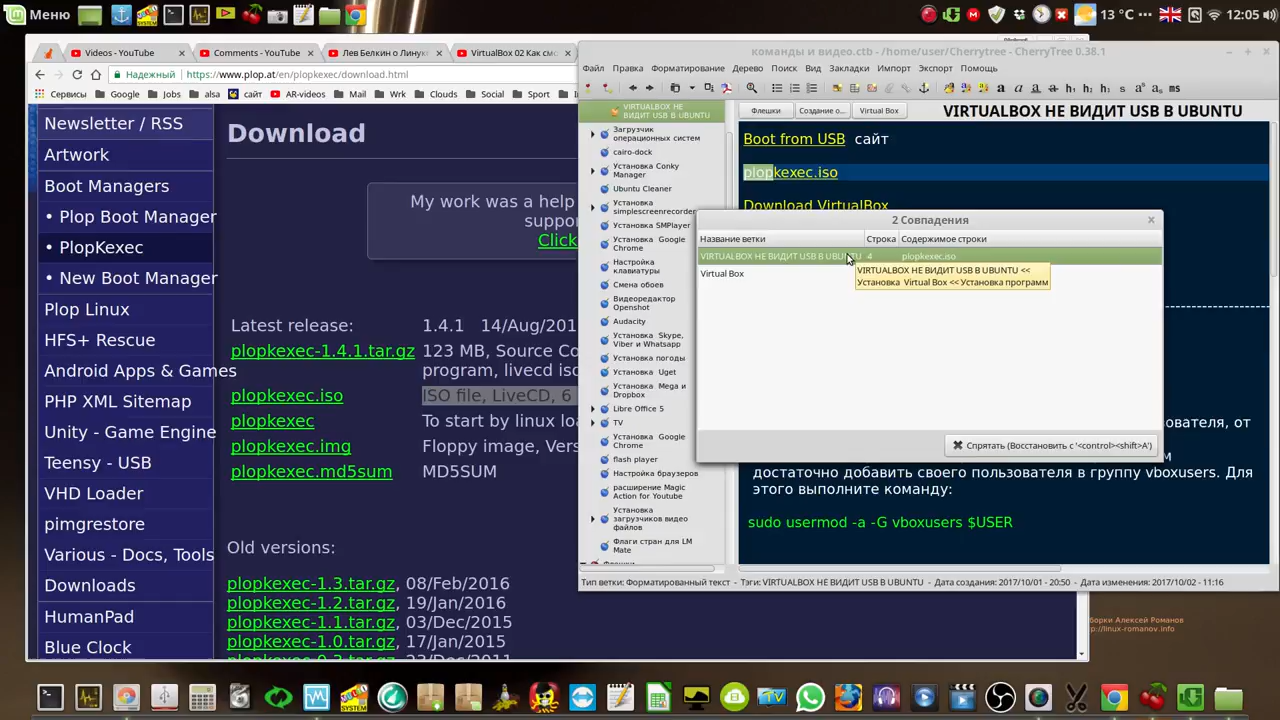 Меню
13 °C
12:05
Videos - YouTube
Comments - YouTube
Лев Белкин о Линукс
VirtualBox 02 Как смо
Надежный
https://www.plop.at/en/plopkexec/download.html
Сервисы
Google
Jobs
alsa
сайт
AR-videos
Mail
Wrk
Clouds
Social
Sport
Newsletter / RSS
Artwork
Boot Managers
• Plop Boot Manager
• PlopKexec
• New Boot Manager
Plop Linux
HFS+ Rescue
Android Apps & Games
PHP XML Sitemap
Unity - Game Engine
Teensy - USB
VHD Loader
pimgrestore
Various - Docs, Tools
Downloads
HumanPad
Blue Clock
Download
My work was a help
suppor
Click
Latest release: 1.4.1 14/Aug/201
plopkexec-1.4.1.tar.gz 123 MB, Source Co
program, livecd iso
plopkexec.iso ISO file, LiveCD, 6
plopkexec To start by linux loa
plopkexec.img Floppy image, Vers
plopkexec.md5sum MD5SUM
Old versions:
plopkexec-1.3.tar.gz, 08/Feb/2016
plopkexec-1.2.tar.gz, 19/Jan/2016
plopkexec-1.1.tar.gz, 03/Dec/2015
plopkexec-1.0.tar.gz, 17/Jan/2015
команды и видео.ctb - /home/user/Cherrytree - CherryTree 0.38.1
Файл Правка Форматирование Дерево Поиск Вид Закладки Импорт Экспорт Помощь
VIRTUALBOX НЕ
ВИДИТ USB В UBUNTU
Загрузчик
операционных систем
cairo-dock
Установка Conky
Manager
Ubuntu Cleaner
Установка
simplescreenrecorder
Установка SMPlayer
Установка Google
Chrome
Настройка
клавиатуры
Смена обоев
Видеоредактор
Openshot
Audacity
Установка Skype,
Viber и Whatsapp
Установка погоды
Установка Uget
Установка Mega и
Dropbox
Libre Office 5
TV
Установка Google
Chrome
flash player
Настройка браузеров
расширение Magic
Action for Youtube
Установка
загрузчиков видео
файлов
Флаги стран для LM
Mate
Флешки
Создание о...
Virtual Box
VIRTUALBOX НЕ ВИДИТ USB В UBUNTU
Boot from USB сайт
plopkexec.iso
Download VirtualBox
2 Совпадения
Название ветки Строка Содержимое строки
VIRTUALBOX НЕ ВИДИТ USB В UBUNTU 4 plopkexec.iso
Virtual Box
VIRTUALBOX НЕ ВИДИТ USB В UBUNTU <<
Установка Virtual Box << Установка программ
Спрятать (Восстановить с '<control><shift>A')
ователя, от
достаточно добавить своего пользователя в группу vboxusers. Для
этого выполните команду:
sudo usermod -a -G vboxusers $USER
Тип ветки: Форматированный текст - Тэги: VIRTUALBOX НЕ ВИДИТ USB В UBUNTU - Дата создания: 2017/10/01 - 20:50 - Дата изменения: 2017/10/02 - 11:16
борки Алексей Романов
p://linux-romanov.info